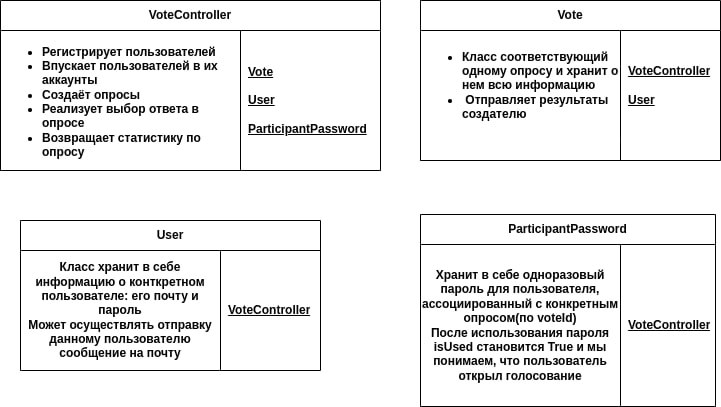 VoteController
Регистрирует пользователей
Впускает пользователей в их
аккаунты
Создаёт опросы
Реализует выбор ответа в
опросе
Возвращает статистику по
опросу
Vote
User
ParticipantPassword
Vote
Класс соответствующий
одному опросу и хранит о
нем всю информацию
Отправляет результаты
создателю
VoteController
User
User
Класс хранит в себе
информацию о конткретном
пользователе: его почту и
пароль
Может осуществлять отправку
данному пользователю
сообщение на почту
VoteController
ParticipantPassword
Хранит в себе одноразовый
пароль для пользователя,
ассоциированный с конкретным
опросом(по voteId)
После использования пароля
isUsed становится True и мы
понимаем, что пользователь
открыл голосование
VoteController